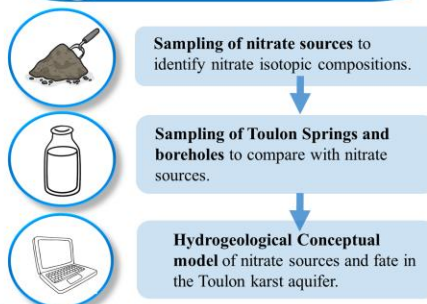 Sampling of nitrate sources to
identify nitrate isotopic compositions.
Sampling of Toulon Springs and
boreholes to compare with nitrate
sources.
Hydrogeological Conceptual
model of nitrate sources and fate in
the Toulon karst aquifer.